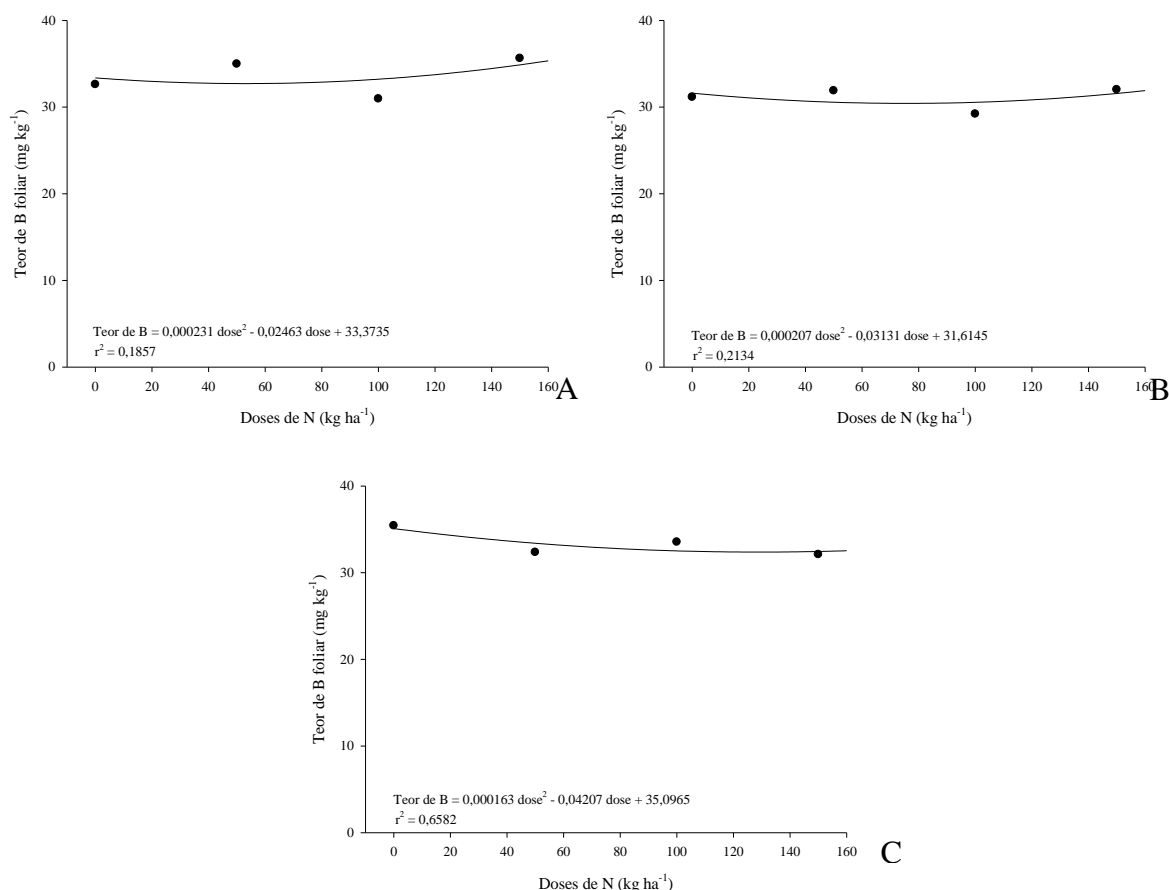 40
30
20
10
0
Teor de B foliar (mg kg⁻¹)
Teor de B = 0,000231 dose² - 0,02463 dose + 33,3735
r² = 0,1857
0 20 40 60 80 100 120 140 160
Doses de N (kg ha⁻¹)
A
40
30
20
10
0
Teor de B foliar (mg kg⁻¹)
Teor de B = 0,000207 dose² - 0,03131 dose + 31,6145
r² = 0,2134
0 20 40 60 80 100 120 140 160
Doses de N (kg ha⁻¹)
B
40
30
20
10
0
Teor de B foliar (mg kg⁻¹)
Teor de B = 0,000163 dose² - 0,04207 dose + 35,0965
r² = 0,6582
0 20 40 60 80 100 120 140 160
Doses de N (kg ha⁻¹)
C